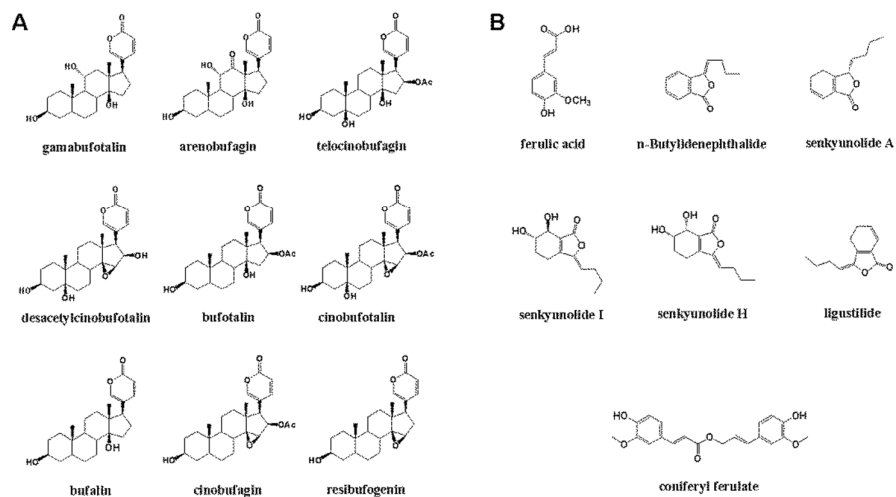 A
B
gamabufotalin
arenobufagin
telocinobufagin
ferulic acid
n-Butylidenephthalide
senkyunolide A
desacetylcinobufotalin
bufotalin
cinobufotalin
senkyunolide I
senkyunolide H
ligustilide
bufalin
cinobufagin
resibufogenin
coniferyl ferulate